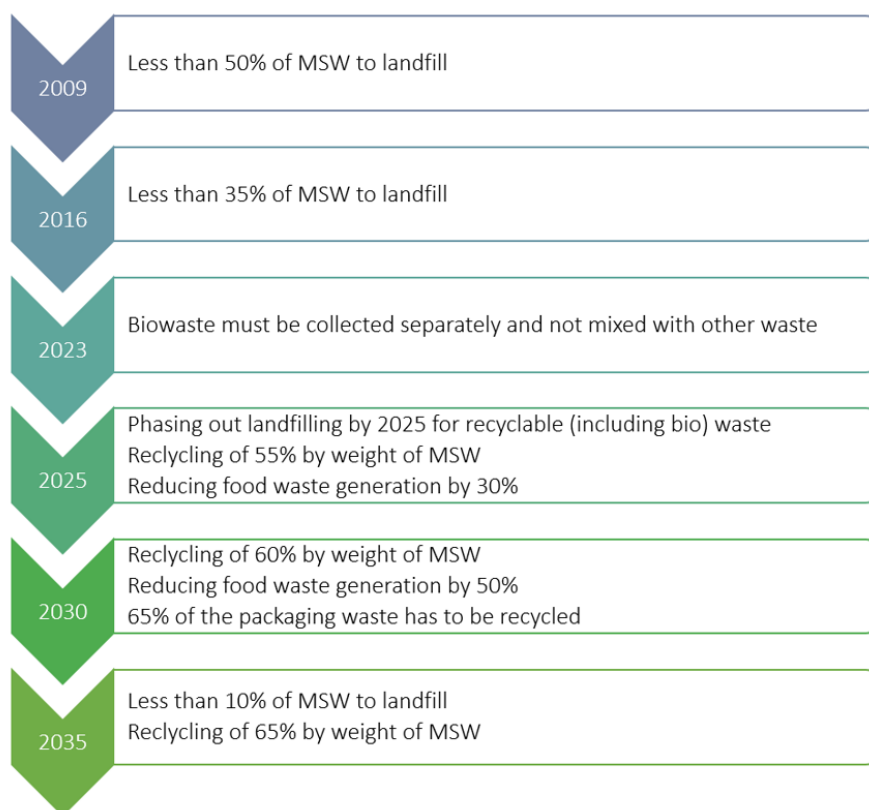 2009
Less than 50% of MSW to landfill
2016
Less than 35% of MSW to landfill
2023
Biowaste must be collected separately and not mixed with other waste
2025
Phasing out landfilling by 2025 for recyclable (including bio) waste
Reclycling of 55% by weight of MSW
Reducing food waste generation by 30%
2030
Reclycling of 60% by weight of MSW
Reducing food waste generation by 50%
65% of the packaging waste has to be recycled
2035
Less than 10% of MSW to landfill
Reclycling of 65% by weight of MSW